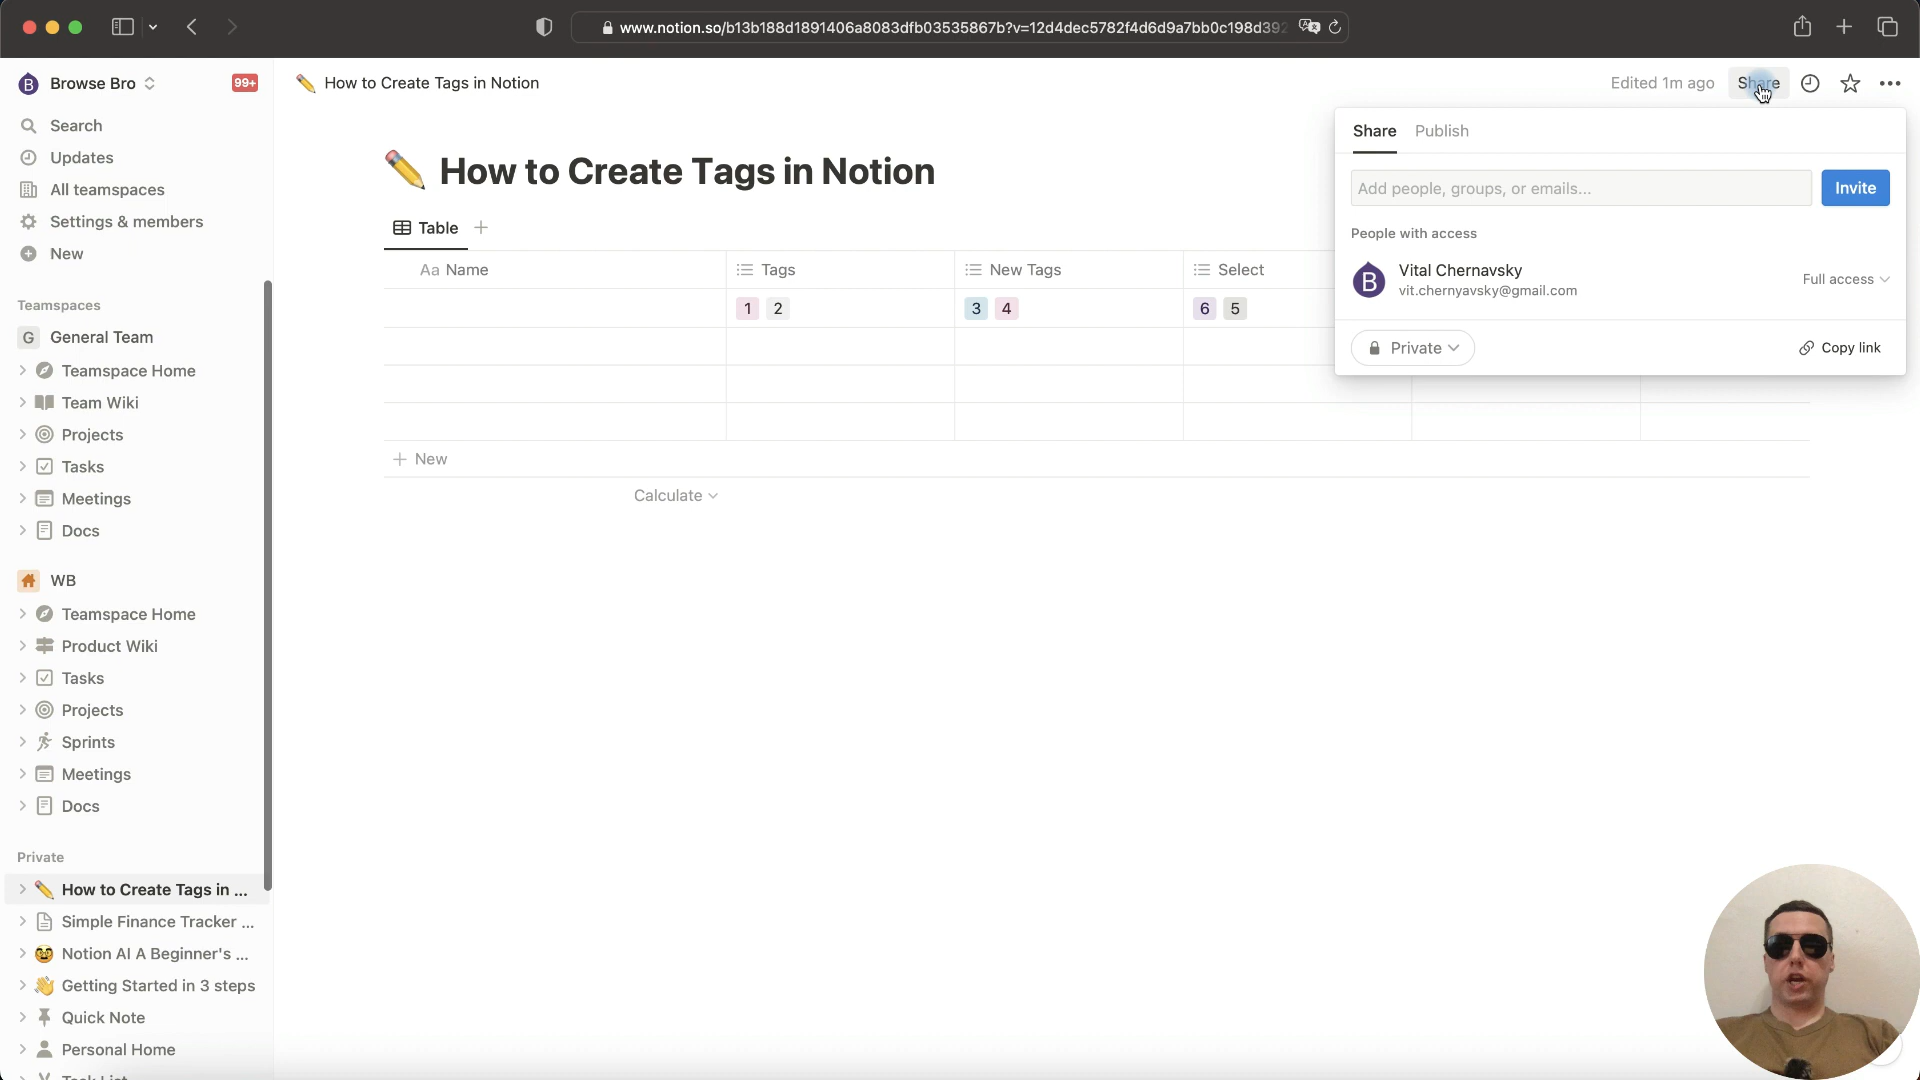 www.notion.so/b13b188d1891406a8083dfb03535867b?v=12d4dec5782f4d6d9a7bb0c198d392
B Browse Bro 99+
How to Create Tags in Notion
Edited 1m ago Share
Search
Updates
All teamspaces
Settings & members
New
Teamspaces
G General Team
Teamspace Home
Team Wiki
Projects
Tasks
Meetings
Docs
WB
Teamspace Home
Product Wiki
Tasks
Projects
Sprints
Meetings
Docs
Private
How to Create Tags in ...
Simple Finance Tracker ...
Notion AI A Beginner's ...
Getting Started in 3 steps
Quick Note
Personal Home
How to Create Tags in Notion
Table
Aa Name Tags New Tags Select
1 2 3 4 6 5
New
Calculate
Share Publish
Add people, groups, or emails... Invite
People with access
B Vital Chernavsky
vit.chernyavsky@gmail.com
Full access
Private Copy link